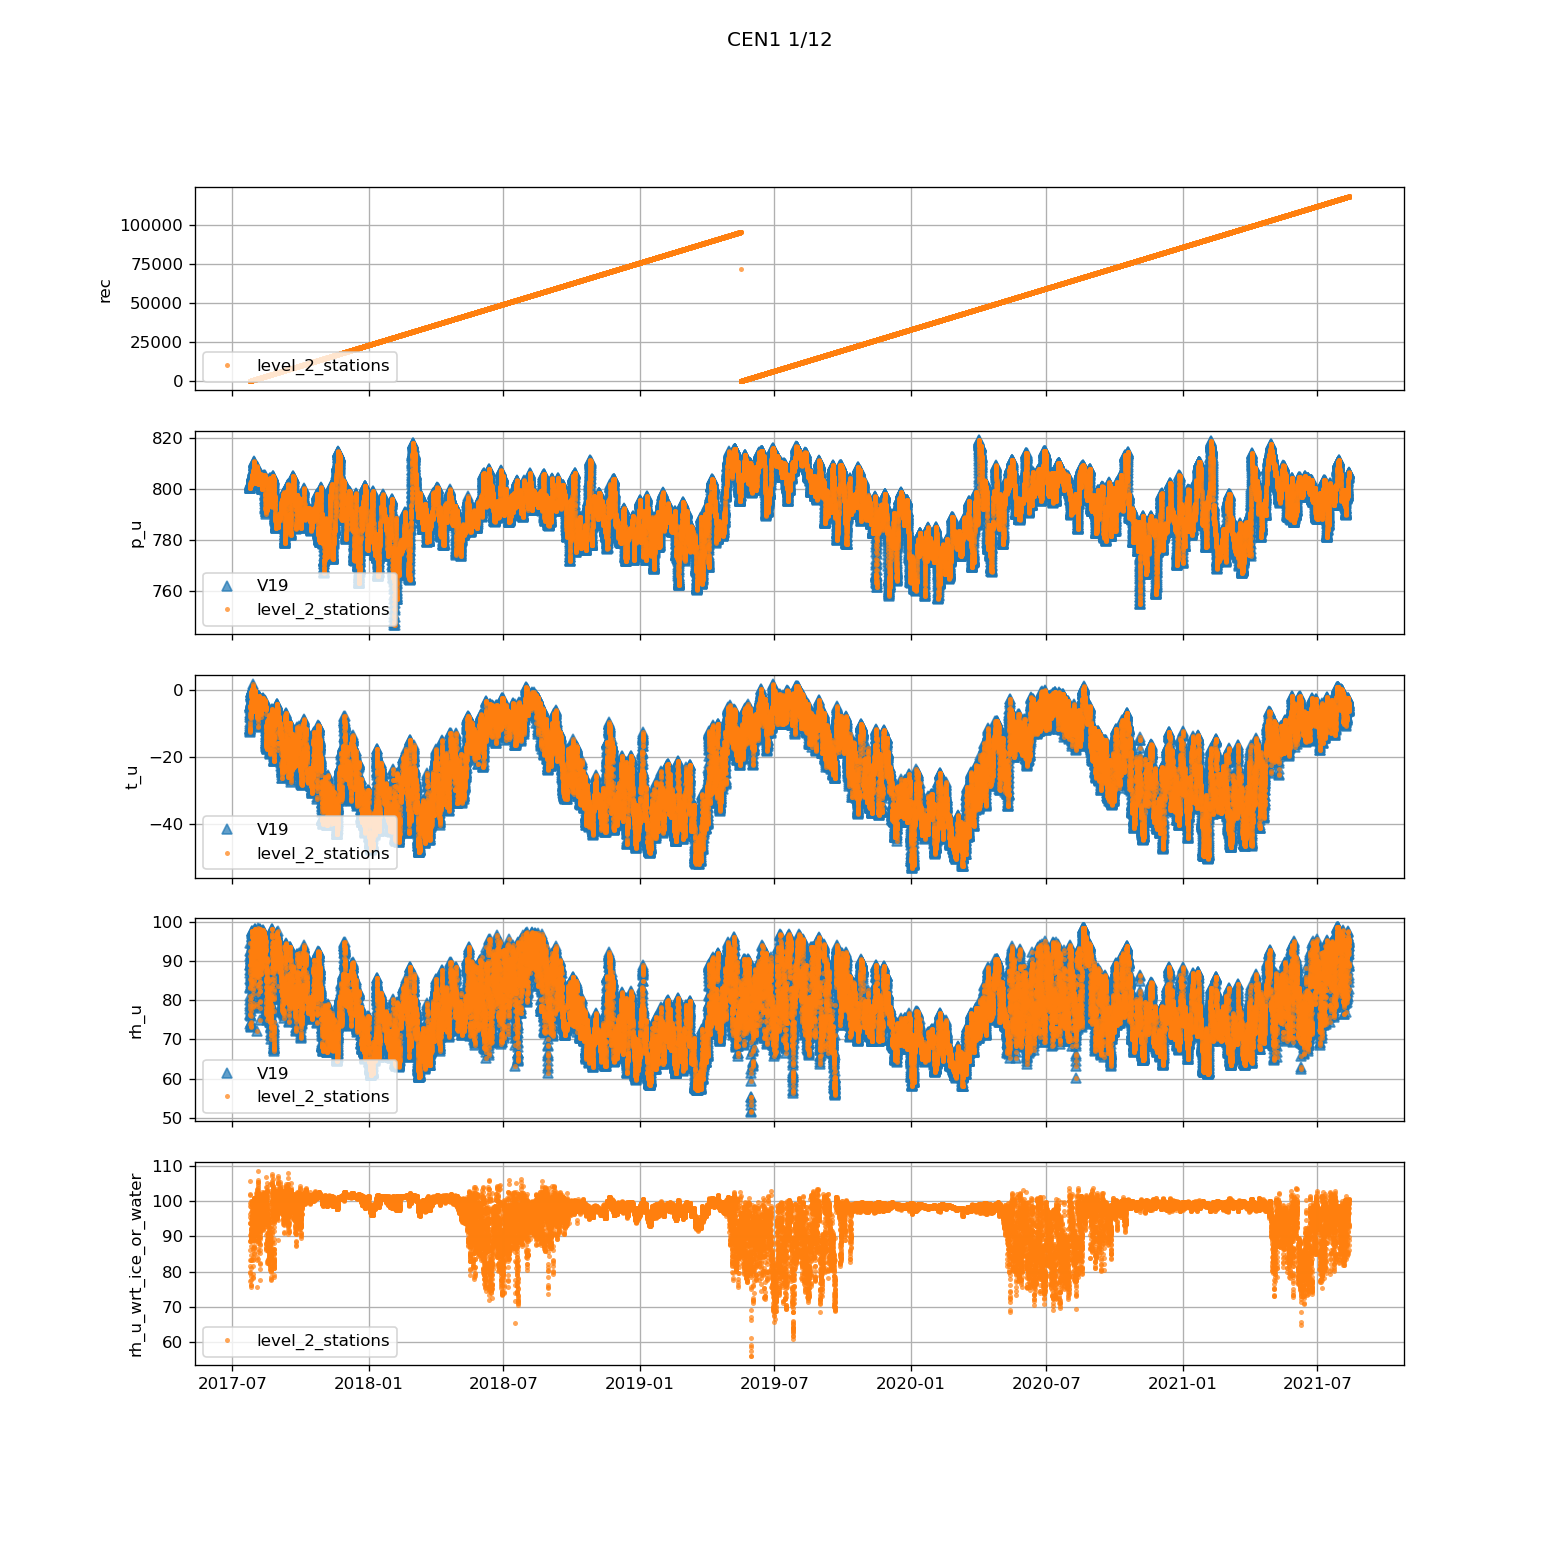 CEN1 1/12
rec
100000
75000
50000
25000
0
level_2_stations
p_u
820
800
780
760
V19
level_2_stations
t_u
0
−20
−40
V19
level_2_stations
rh_u
100
90
80
70
60
50
V19
level_2_stations
rh_u_wrt_ice_or_water
110
100
90
80
70
60
level_2_stations
2017-07 2018-01 2018-07 2019-01 2019-07 2020-01 2020-07 2021-01 2021-07